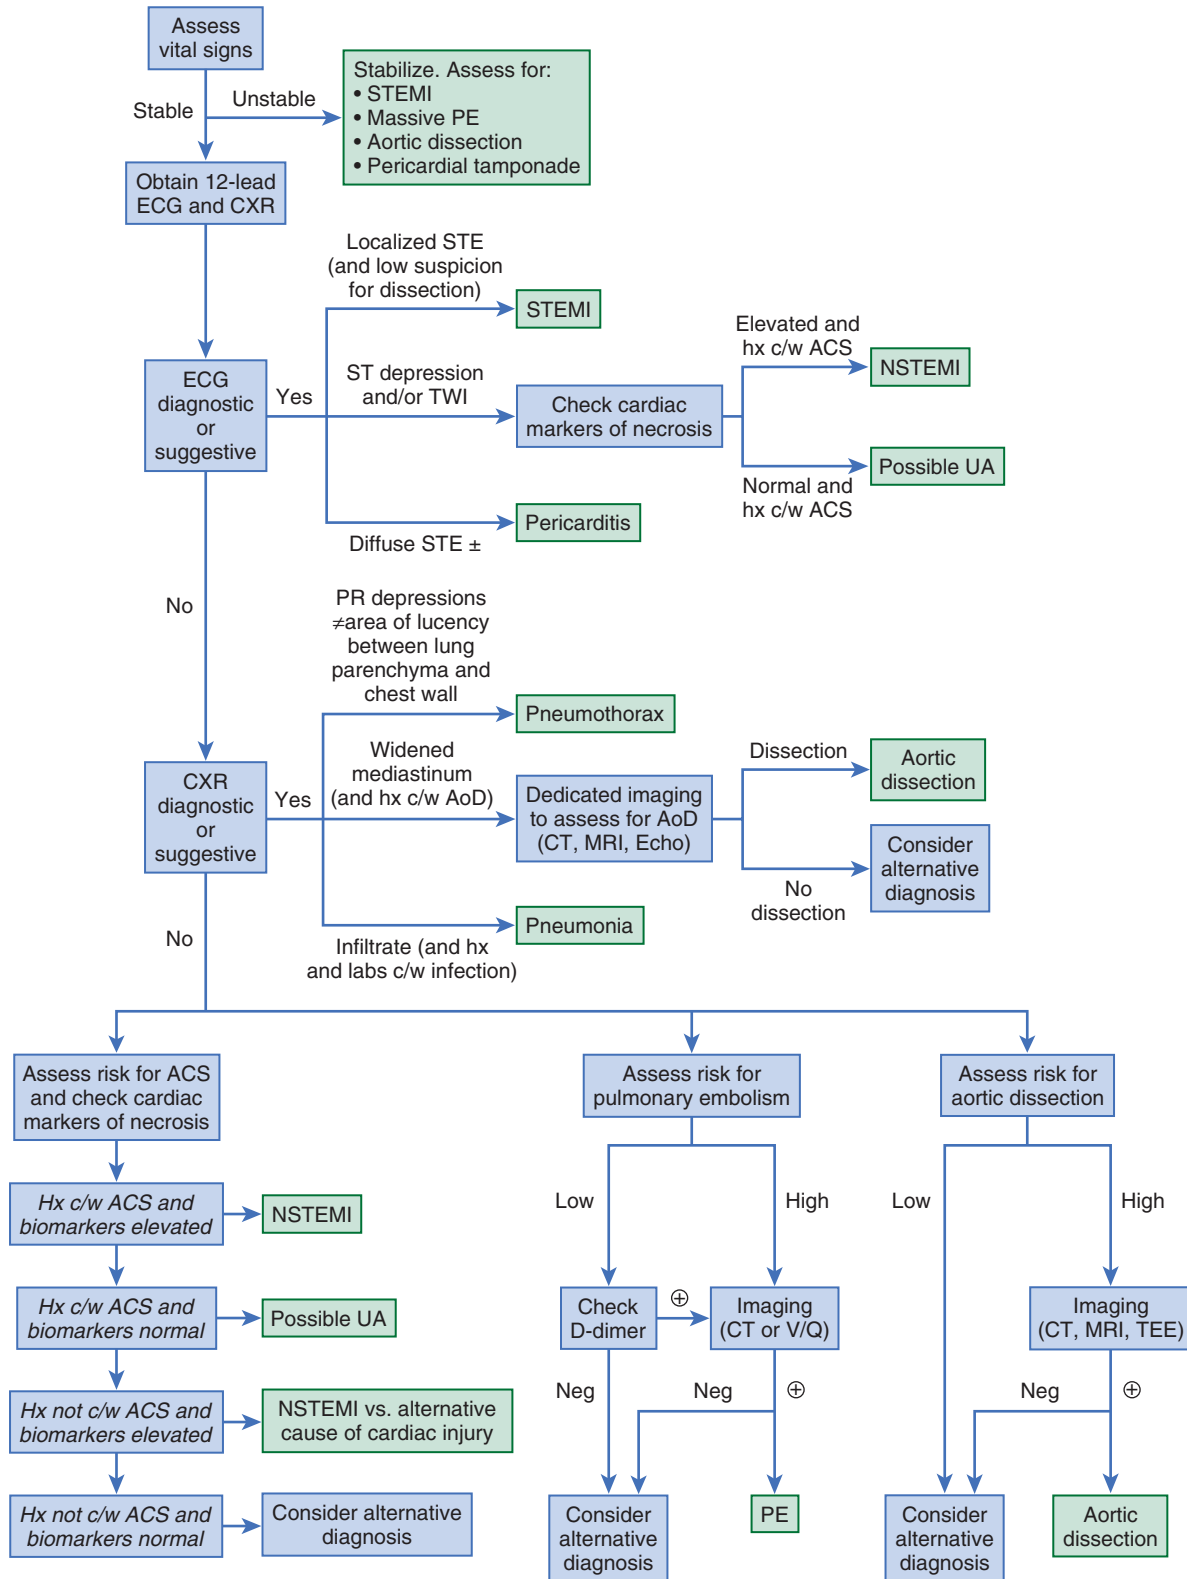 Assess
vital signs
Stable
Unstable
Stabilize. Assess for:
• STEMI
• Massive PE
• Aortic dissection
• Pericardial tamponade
Obtain 12-lead
ECG and CXR
ECG
diagnostic
or
suggestive
Yes
Localized STE
(and low suspicion
for dissection)
STEMI
ST depression
and/or TWI
Check cardiac
markers of necrosis
Elevated and
hx c/w ACS
NSTEMI
Possible UA
Normal and
hx c/w ACS
Pericarditis
Diffuse STE ±
No
PR depressions
≠area of lucency
between lung
parenchyma and
chest wall
Pneumothorax
CXR
diagnostic
or
suggestive
Yes
Widened
mediastinum
(and hx c/w AoD)
Dedicated imaging
to assess for AoD
(CT, MRI, Echo)
Dissection
Aortic
dissection
Consider
alternative
diagnosis
No
dissection
Pneumonia
Infiltrate (and hx
and labs c/w infection)
No
Assess risk for ACS
and check cardiac
markers of necrosis
Hx c/w ACS and
biomarkers elevated
NSTEMI
Hx c/w ACS and
biomarkers normal
Possible UA
Hx not c/w ACS and
biomarkers elevated
NSTEMI vs. alternative
cause of cardiac injury
Hx not c/w ACS and
biomarkers normal
Consider alternative
diagnosis
Assess risk for
pulmonary embolism
Low
High
Check
D-dimer
⊕
Imaging
(CT or V/Q)
Neg
Neg
⊕
Consider
alternative
diagnosis
PE
Assess risk for
aortic dissection
Low
High
Imaging
(CT, MRI, TEE)
Neg
⊕
Consider
alternative
diagnosis
Aortic
dissection